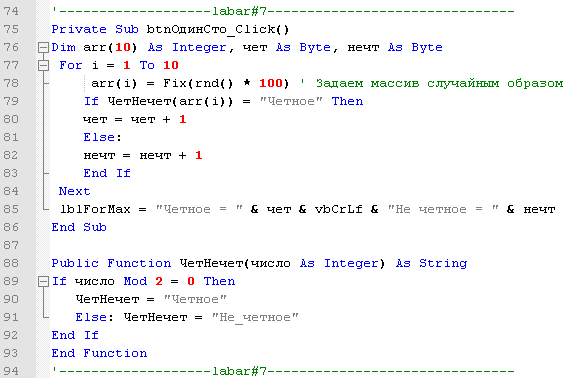 74 '-------------------labar#7------------------------------
75 Private Sub btnОдинСто_Click()
76 Dim arr(10) As Integer, чет As Byte, нечт As Byte
77 For i = 1 To 10
78 arr(i) = Fix(rnd() * 100) ' Задаем массив случайным образом
79 If ЧетНечет(arr(i)) = "Четное" Then
80 чет = чет + 1
81 Else:
82 нечт = нечт + 1
83 End If
84 Next
85 lblForMax = "Четное = " & чет & vbCrLf & "Не четное = " & нечт
86 End Sub
87
88 Public Function ЧетНечет(число As Integer) As String
89 If число Mod 2 = 0 Then
90 ЧетНечет = "Четное"
91 Else: ЧетНечет = "Не_четное"
92 End If
93 End Function
94 '-------------------labar#7------------------------------